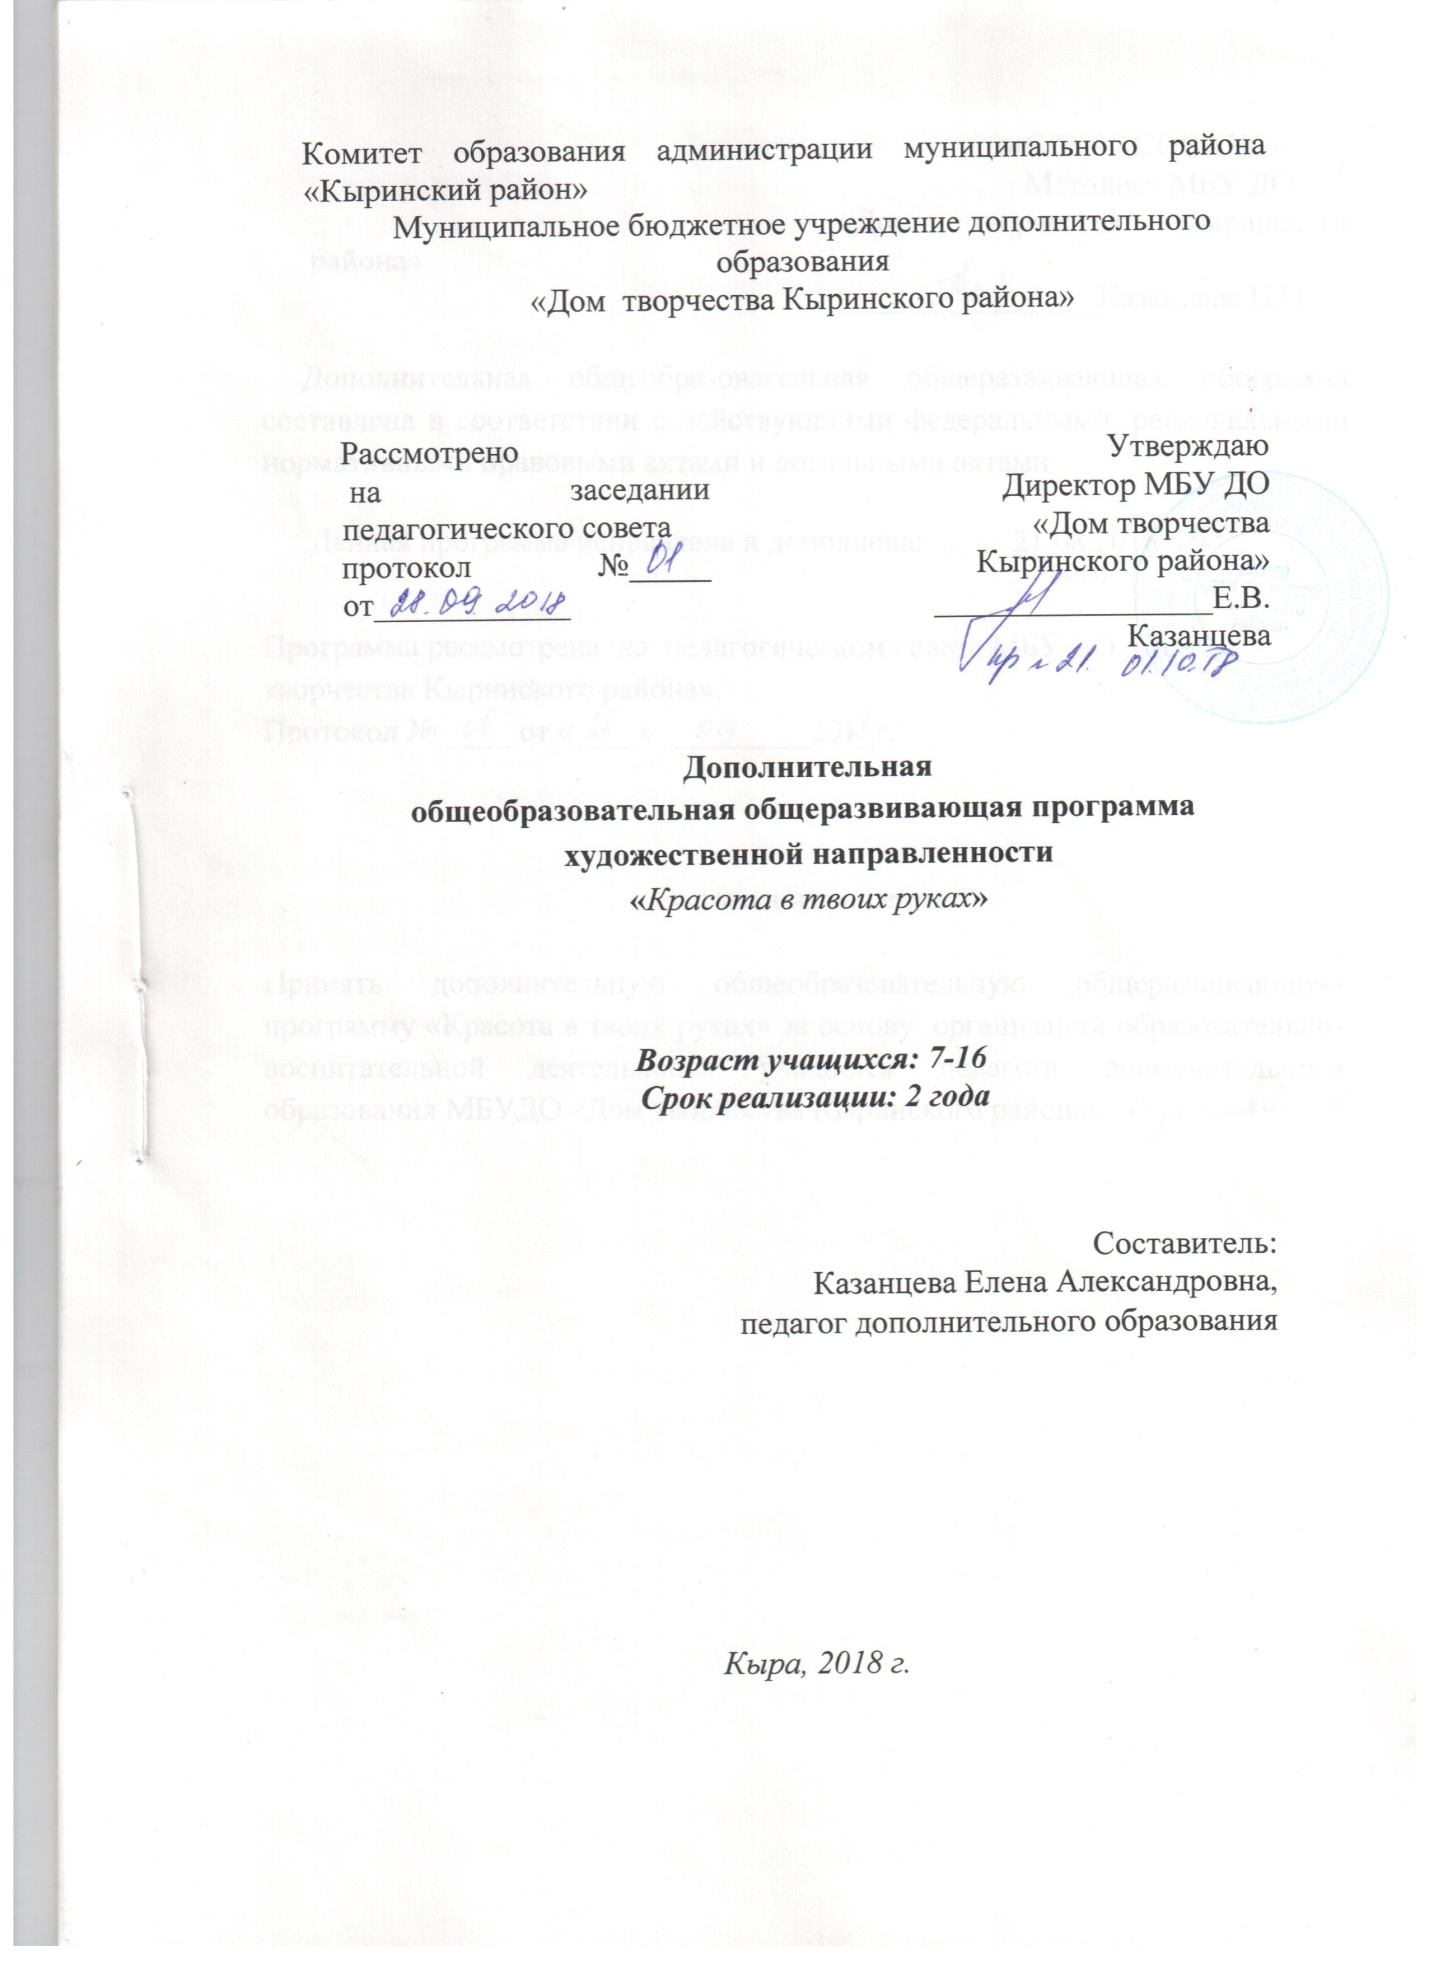 Комитет образования администрации муниципального района
«Кыринский район»
Муниципальное бюджетное учреждение дополнительного
образования
«Дом творчества Кыринского района»
Рассмотрено
на заседании
педагогического совета
протокол № 01
от 28.09.2018
Утверждаю
Директор МБУ ДО
«Дом творчества
Кыринского района»
Е.В.
Казанцева
пр 21. 01.10.18
Дополнительная
общеобразовательная общеразвивающая программа
художественной направленности
«Красота в твоих руках»
Возраст учащихся: 7-16
Срок реализации: 2 года
Составитель:
Казанцева Елена Александровна,
педагог дополнительного образования
Кыра, 2018 г.